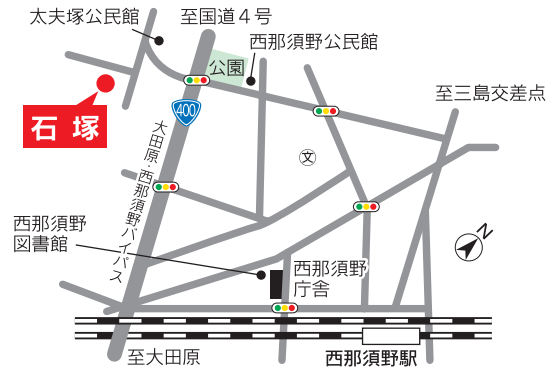 太夫塚公民館
至国道４号
西那須野公民館
公園
至三島交差点
400
石塚
文
大田原・西那須野バイパス
西那須野
図書館
N
西那須野
庁舎
至大田原
西那須野駅